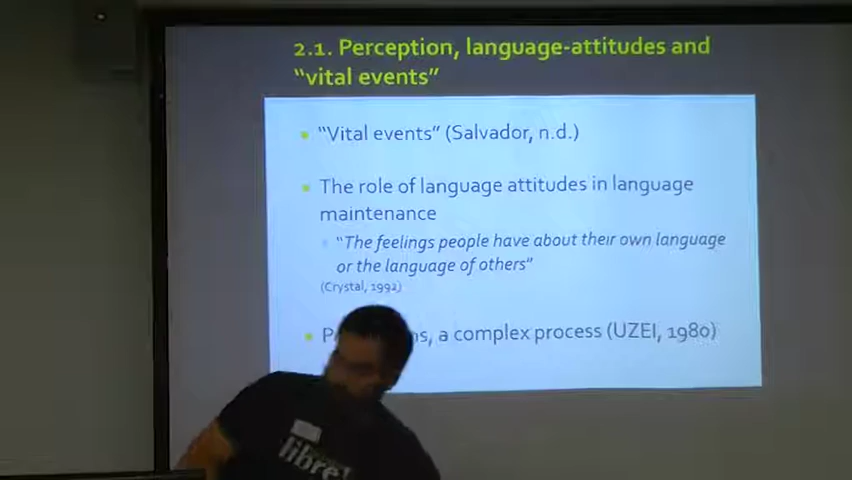 2.1. Perception, language-attitudes and
"vital events"
"Vital events" (Salvador, n.d.)
The role of language attitudes in language
maintenance
"The feelings people have about their own language
or the language of others"
(Crystal, 1992)
a complex process (UZEI, 1980)
libre